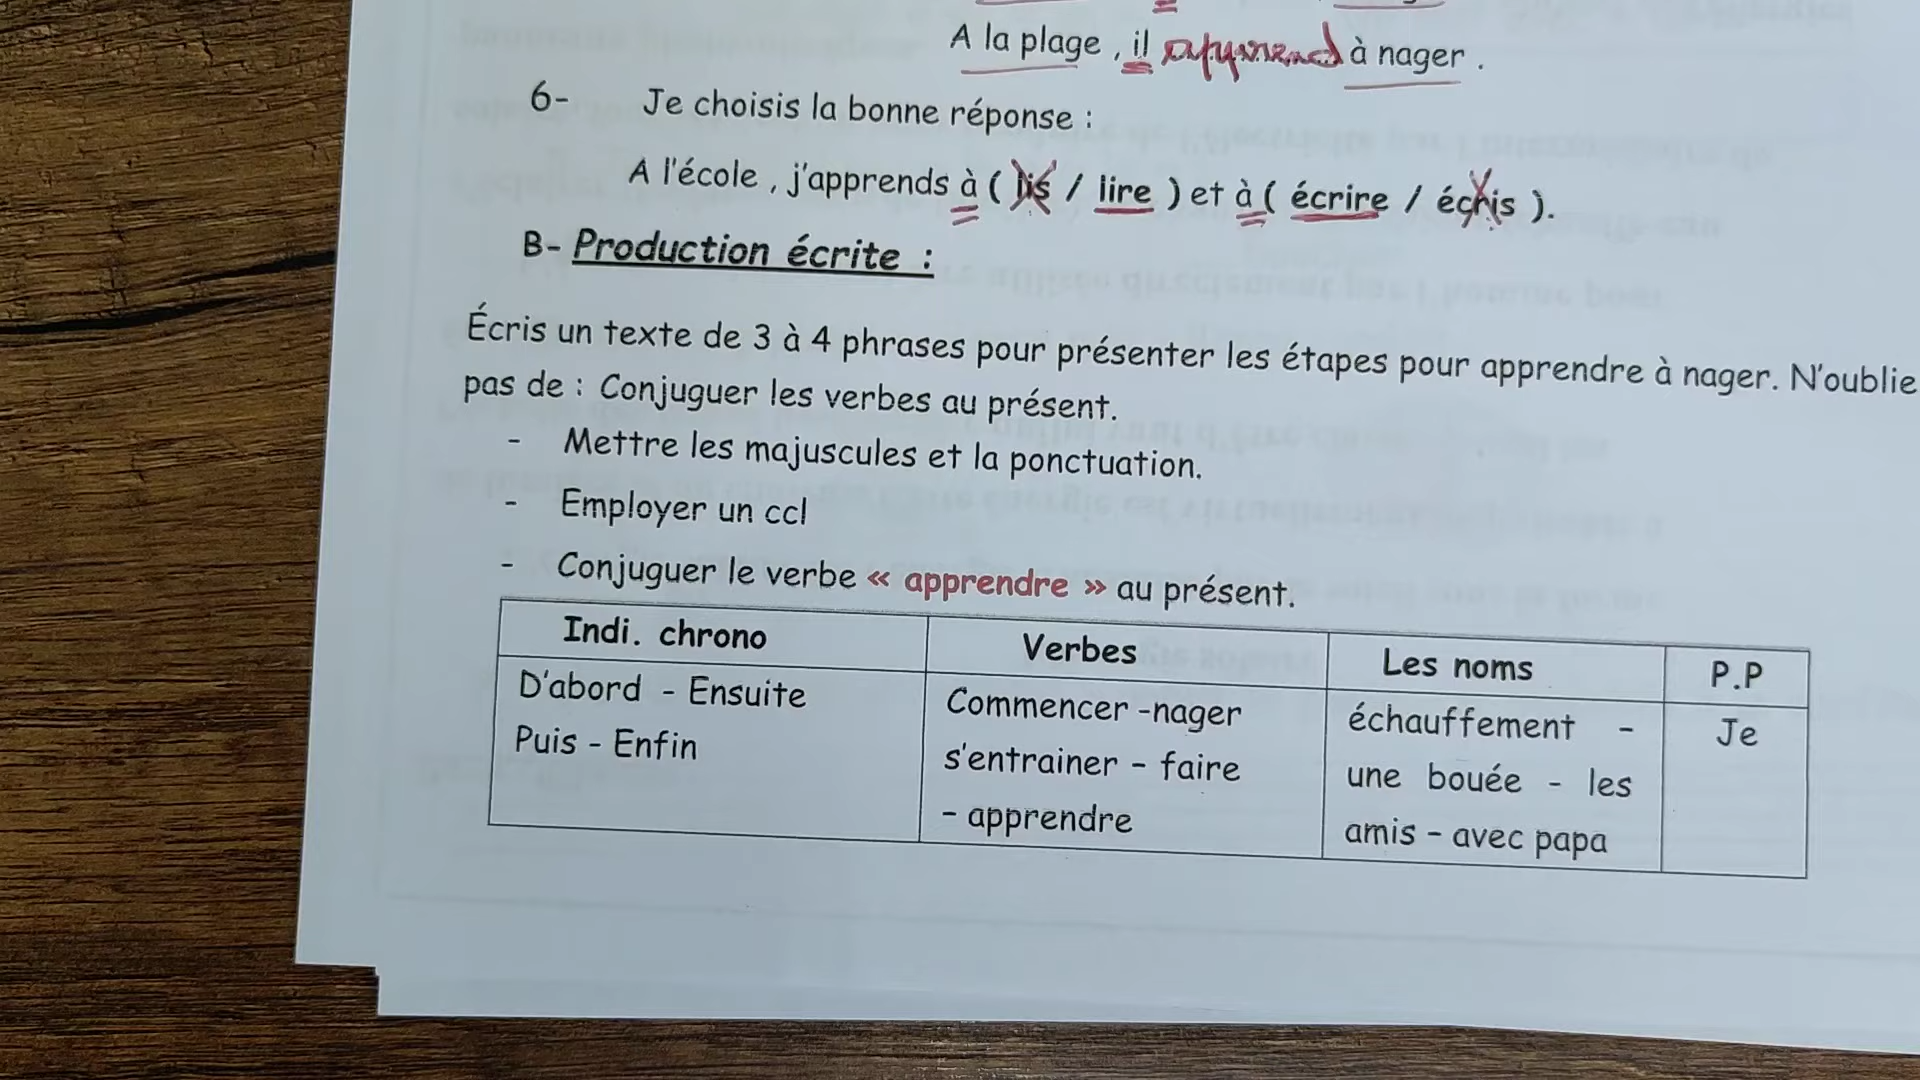 A la plage , il apprend à nager .
6- Je choisis la bonne réponse :
A l'école , j'apprends à ( lis / lire ) et à ( écrire / écris ).
B- Production écrite :
Écris un texte de 3 à 4 phrases pour présenter les étapes pour apprendre à nager. N'oublie
pas de : Conjuguer les verbes au présent.
- Mettre les majuscules et la ponctuation.
- Employer un ccl
- Conjuguer le verbe « apprendre » au présent.
Indi. chrono Verbes Les noms P.P
D'abord - Ensuite Commencer -nager échauffement - Je
Puis - Enfin s'entrainer - faire une bouée - les
- apprendre amis - avec papa